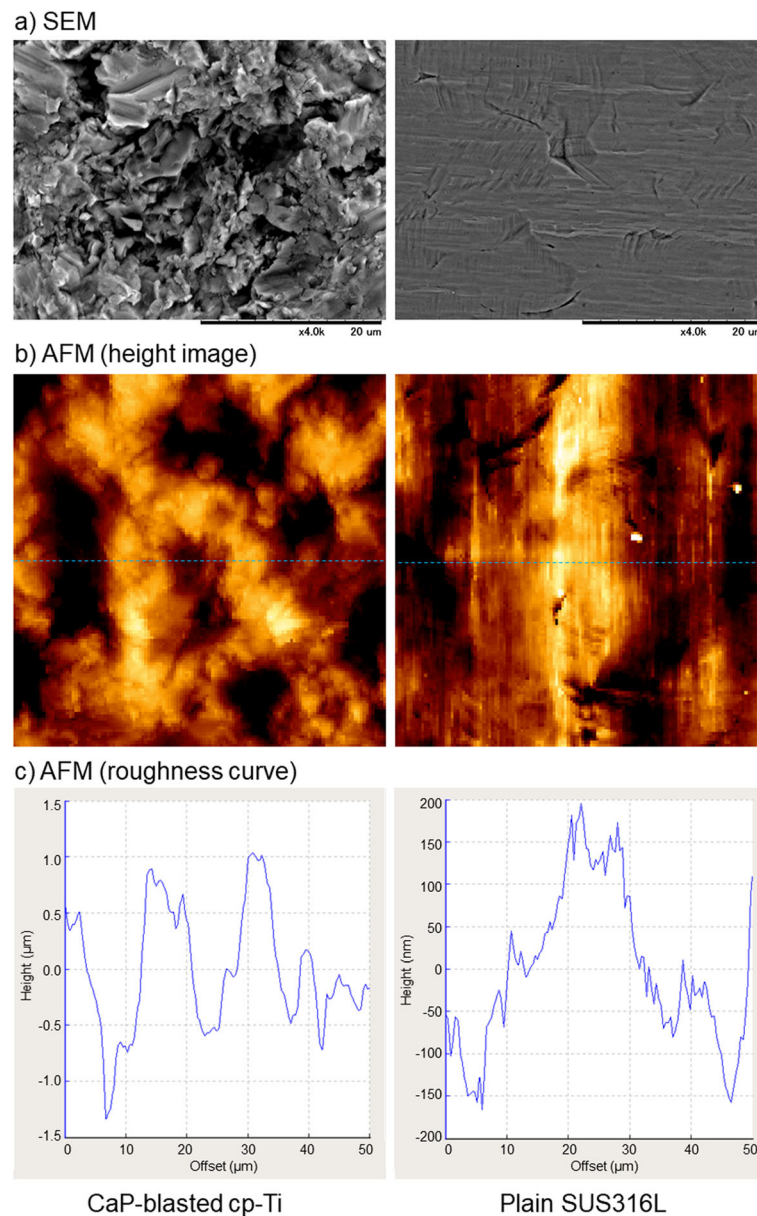 a) SEM
x4.0k 20 um
x4.0k 20 um
b) AFM (height image)
c) AFM (roughness curve)
1.5
1.0
0.5
0.0
-0.5
-1.0
-1.5
Height (µm)
0 10 20 30 40 50
Offset (µm)
200
150
100
50
0
-50
-100
-150
-200
Height (nm)
0 10 20 30 40 50
Offset (µm)
CaP-blasted cp-Ti
Plain SUS316L